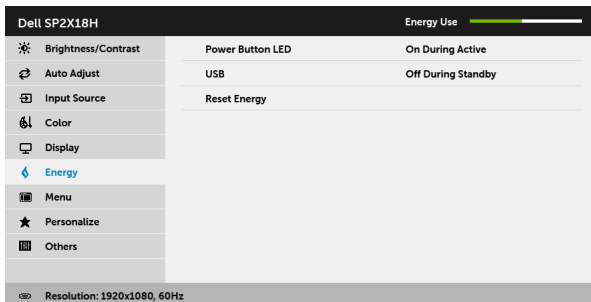 Dell SP2X18H Energy Use
Brightness/Contrast Power Button LED On During Active
Auto Adjust USB Off During Standby
Input Source Reset Energy
Color
Display
Energy
Menu
Personalize
Others
Resolution: 1920x1080, 60Hz